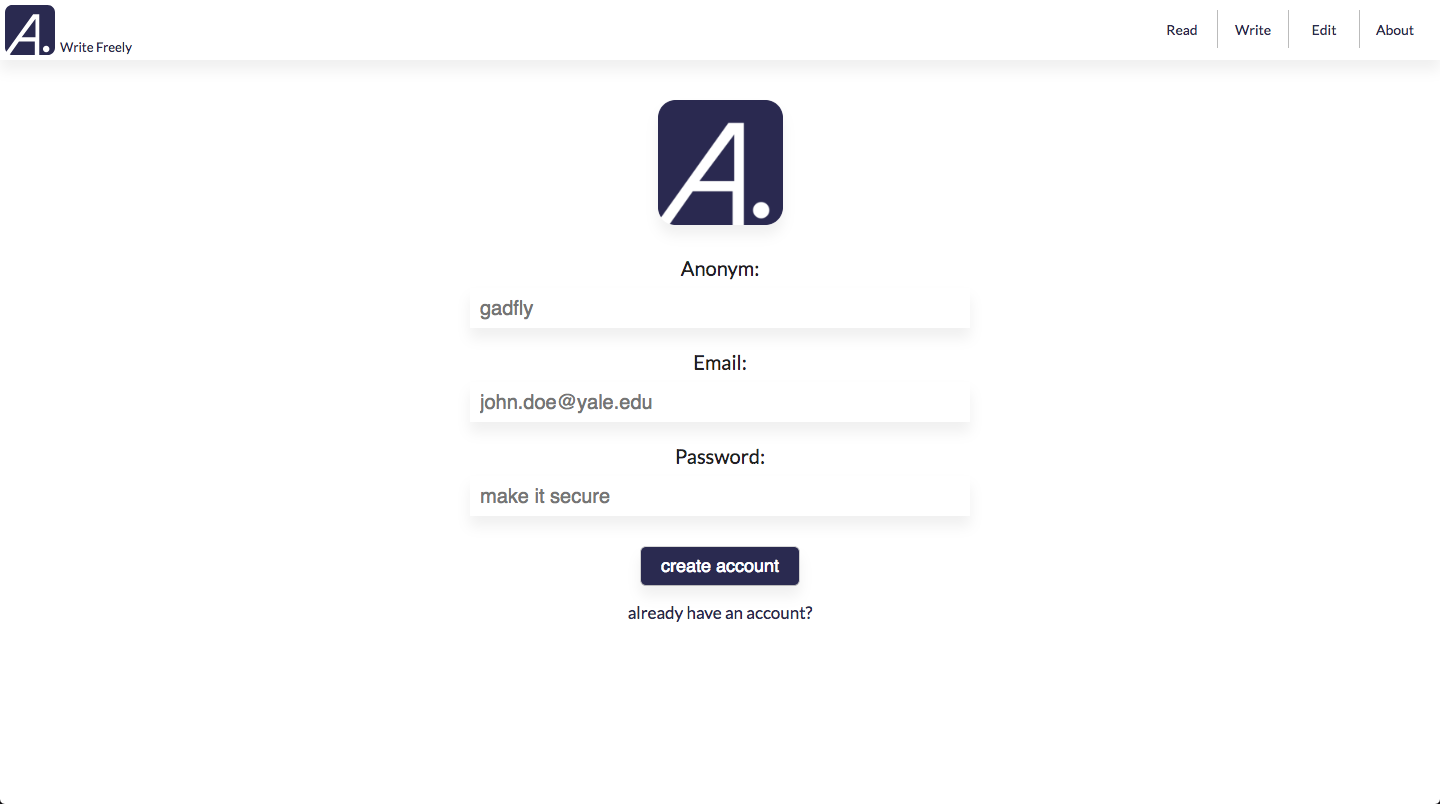 A. Write Freely
Read Write Edit About
A.
Anonym:
gadfly
Email:
john.doe@yale.edu
Password:
make it secure
create account
already have an account?